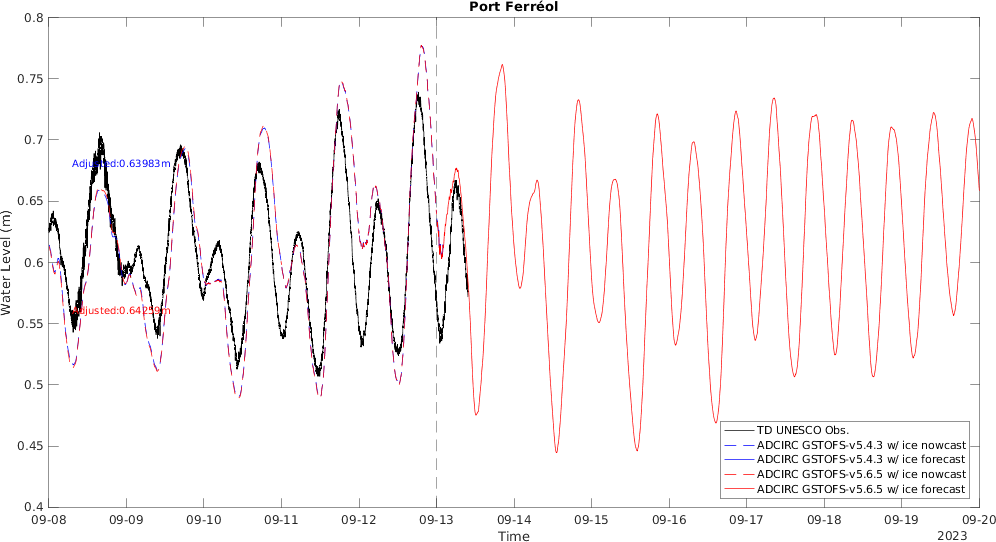 Port Ferréol
0.8
0.75
0.7
0.65
0.6
0.55
0.5
0.45
0.4
Water Level (m)
Adjusted:0.63983m
Adjusted:0.64259m
TD UNESCO Obs.
ADCIRC GSTOFS-v5.4.3 w/ ice nowcast
ADCIRC GSTOFS-v5.4.3 w/ ice forecast
ADCIRC GSTOFS-v5.6.5 w/ ice nowcast
ADCIRC GSTOFS-v5.6.5 w/ ice forecast
09-08 09-09 09-10 09-11 09-12 09-13 09-14 09-15 09-16 09-17 09-18 09-19 09-20
Time
2023